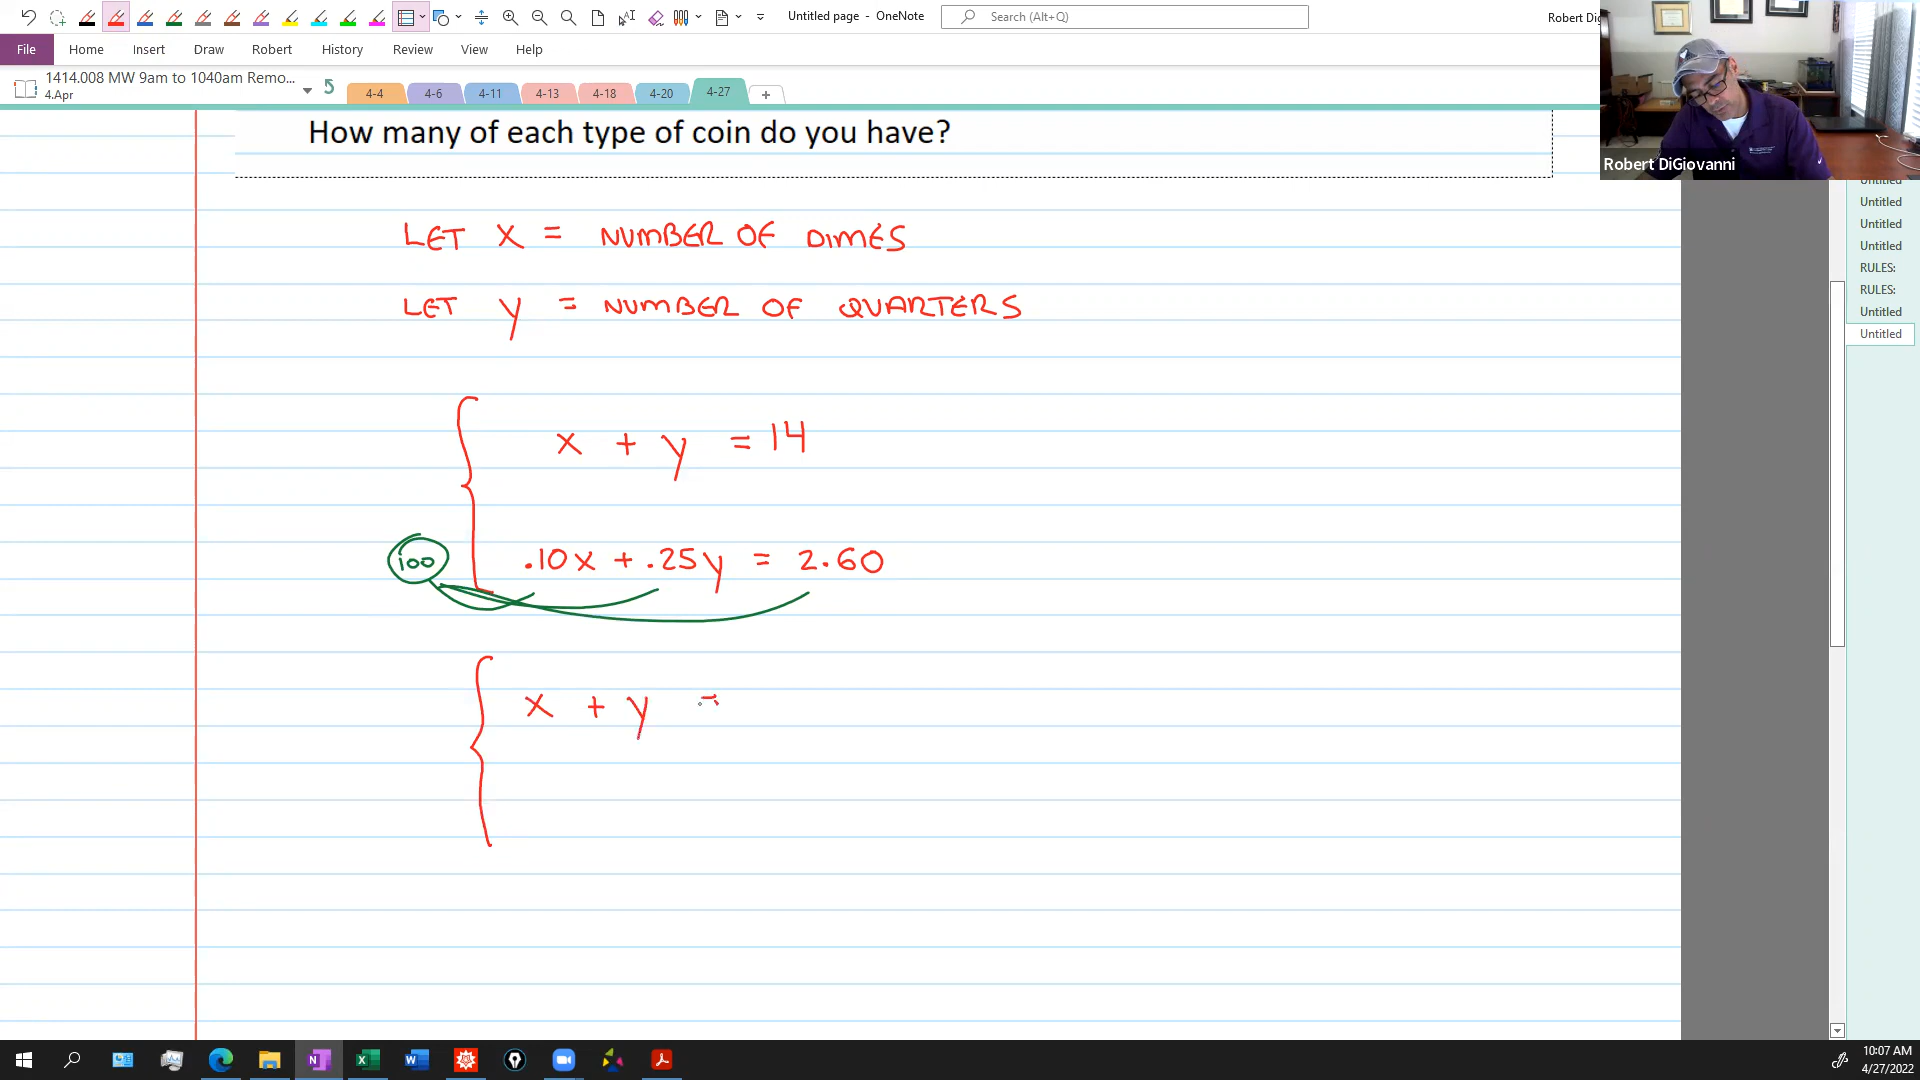 Untitled page - OneNote
Search (Alt+Q)
File Home Insert Draw Robert History Review View Help
1414.008 MW 9am to 1040am Remo...
4.Apr
4-4 4-6 4-11 4-13 4-18 4-20 4-27
How many of each type of coin do you have?
Robert DiGiovanni
LET X = NUMBER OF DIMES
LET y = NUMBER OF QUARTERS
x + y = 14
100 .10x + .25y = 2.60
x + y =
Untitled
Untitled
Untitled
Untitled
RULES:
RULES:
Untitled
Untitled
10:07 AM
4/27/2022